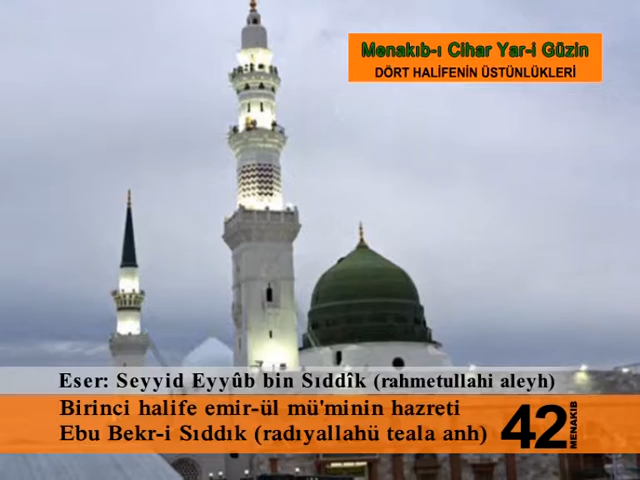 Menakıb-ı Cihar Yar-i Güzin
DÖRT HALİFENİN ÜSTÜNLÜKLERİ
Eser: Seyyid Eyyûb bin Sıddîk (rahmetullahi aleyh)
Birinci halife emir-ül mü'minin hazreti
Ebu Bekr-i Sıddık (radıyallahü teala anh)
42
MENAKIB